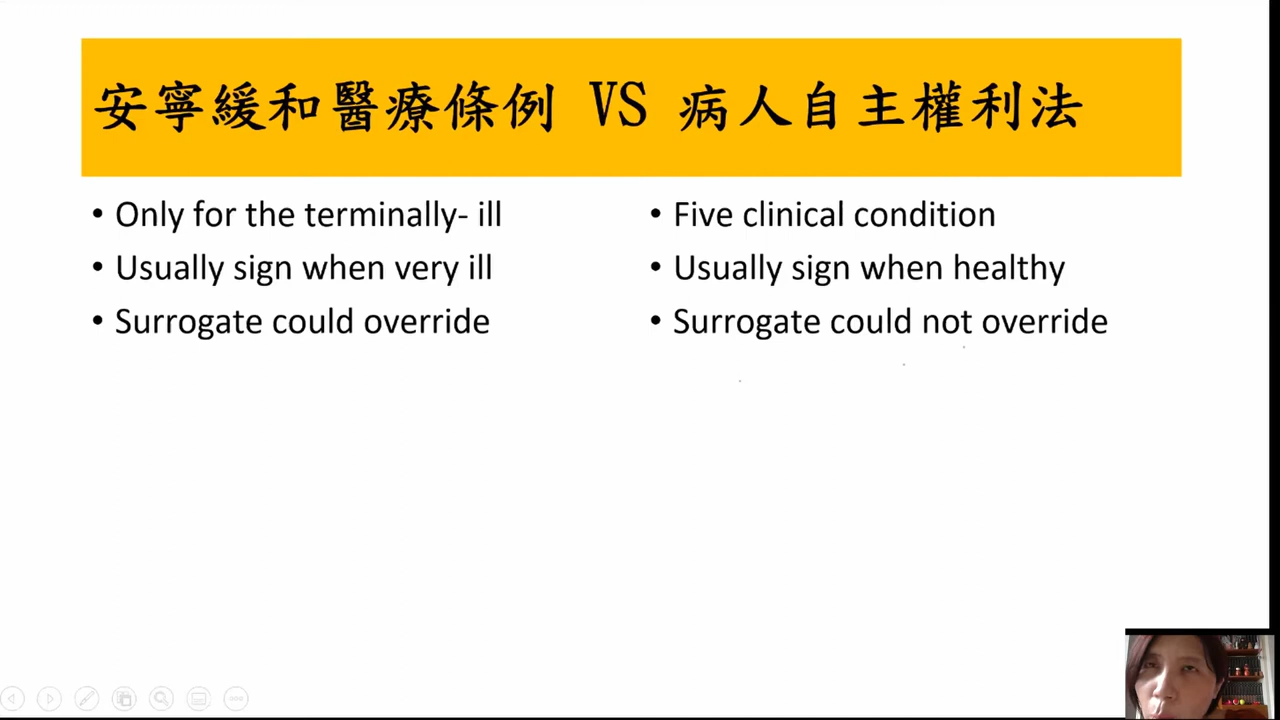 安寧緩和醫療條例 VS 病人自主權利法
• Only for the terminally- ill
• Usually sign when very ill
• Surrogate could override
• Five clinical condition
• Usually sign when healthy
• Surrogate could not override